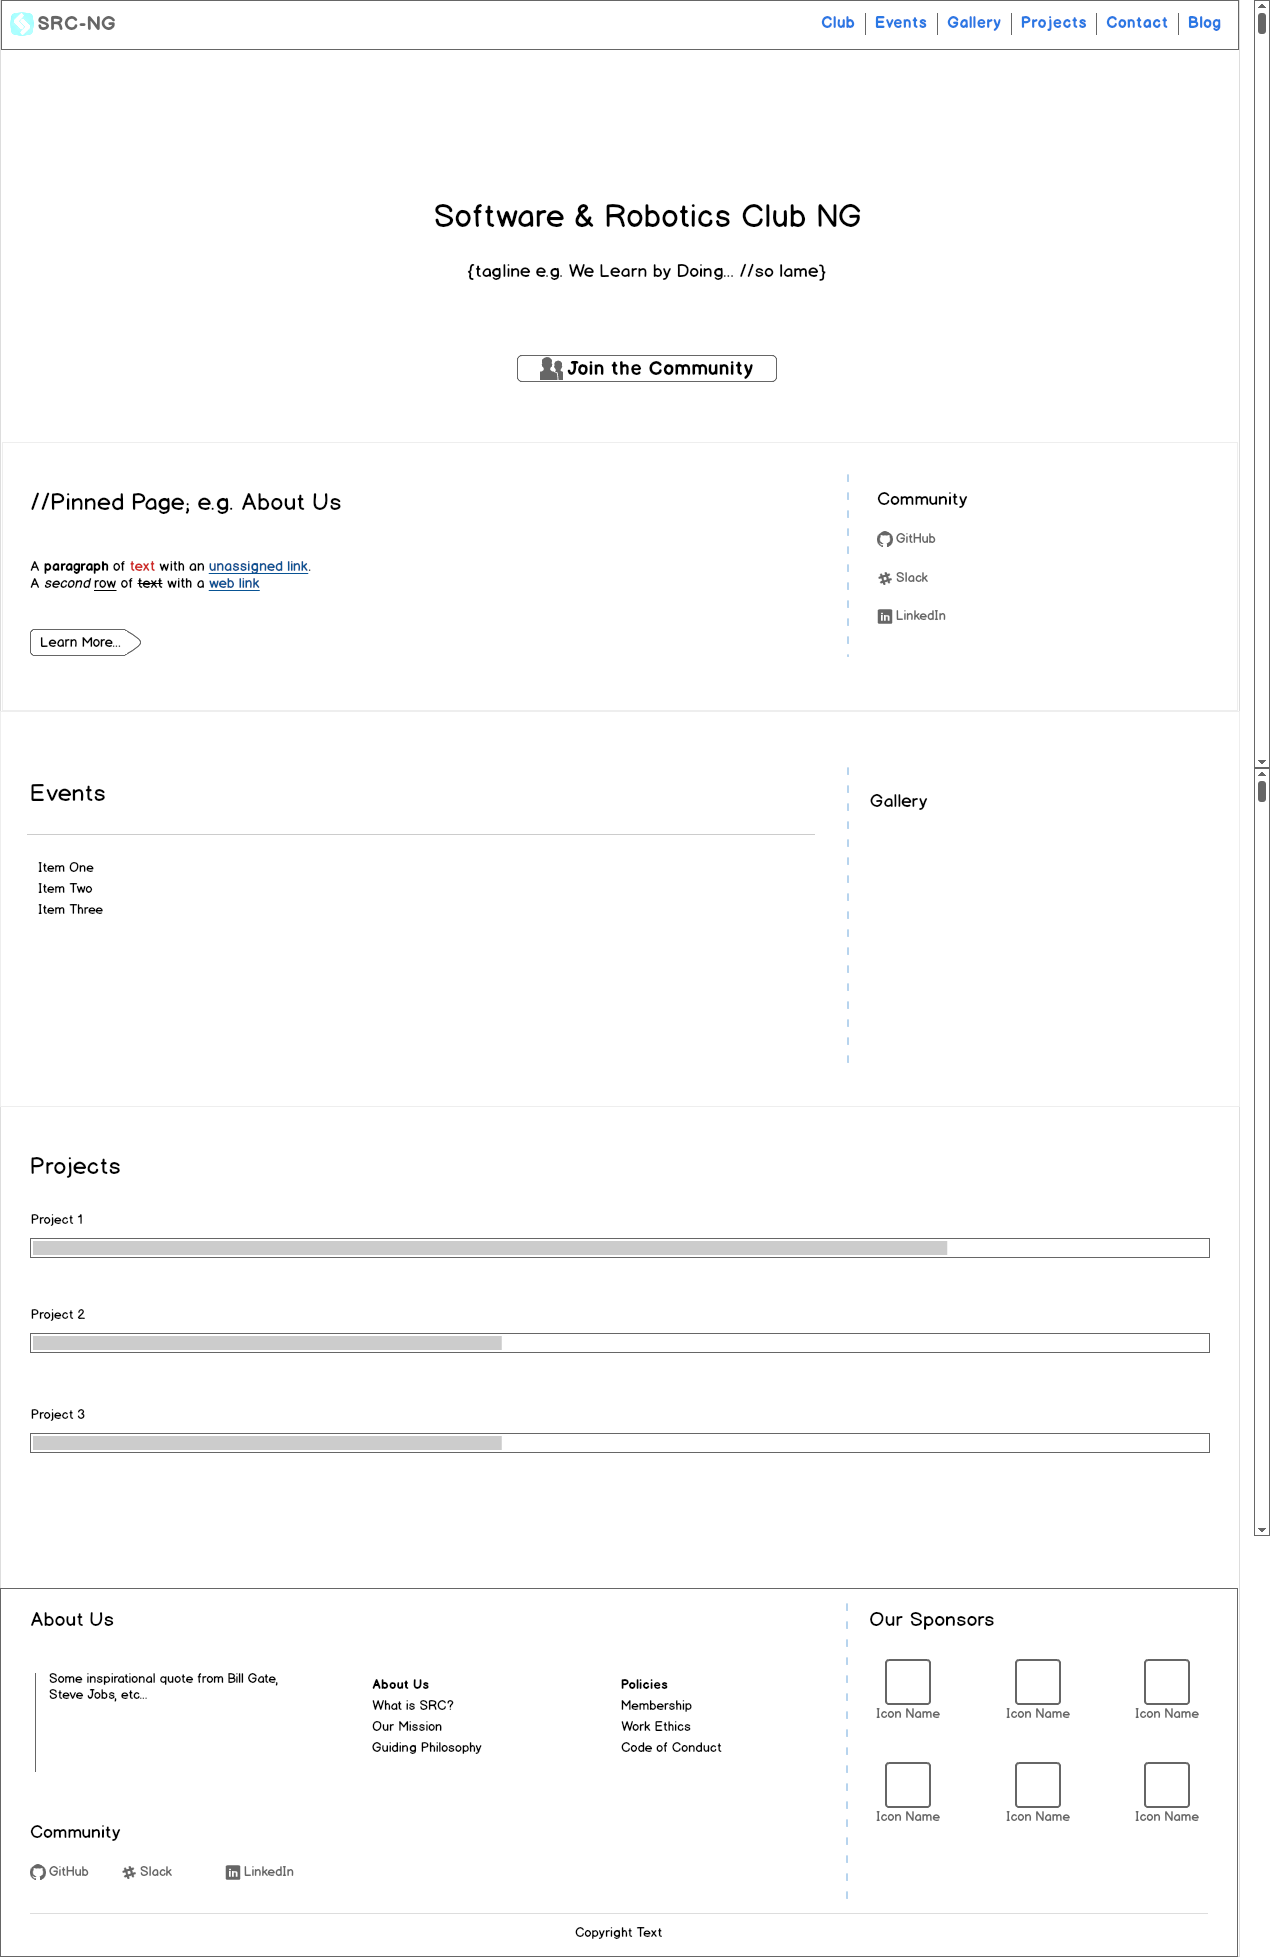 SRC-NG
Club Events Gallery Projects Contact Blog
Software & Robotics Club NG
{tagline e.g. We Learn by Doing... //so lame}
Join the Community
//Pinned Page; e.g. About Us
A paragraph of text with an unassigned link.
A second row of text with a web link
Learn More...
Community
GitHub
Slack
LinkedIn
Events
Item One
Item Two
Item Three
Gallery
Projects
Project 1
Project 2
Project 3
About Us
Some inspirational quote from Bill Gate,
Steve Jobs, etc...
About Us
What is SRC?
Our Mission
Guiding Philosophy
Policies
Membership
Work Ethics
Code of Conduct
Community
GitHub Slack LinkedIn
Our Sponsors
Icon Name Icon Name Icon Name
Icon Name Icon Name Icon Name
Copyright Text